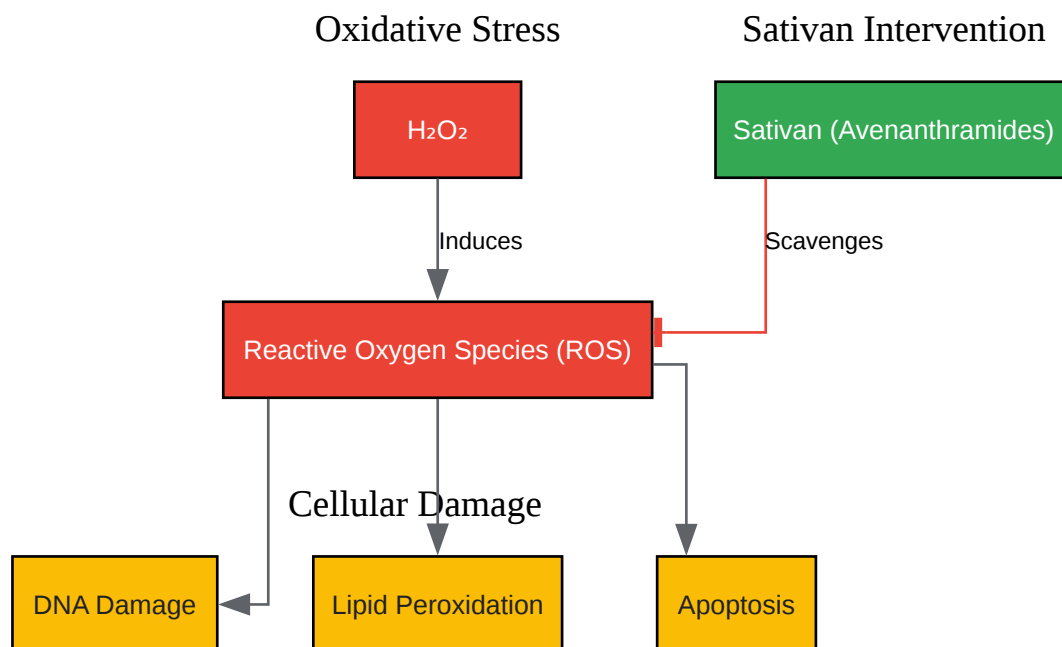 Oxidative Stress
Sativan Intervention
H₂O₂
Sativan (Avenanthramides)
Induces
Scavenges
Reactive Oxygen Species (ROS)
Cellular Damage
DNA Damage
Lipid Peroxidation
Apoptosis